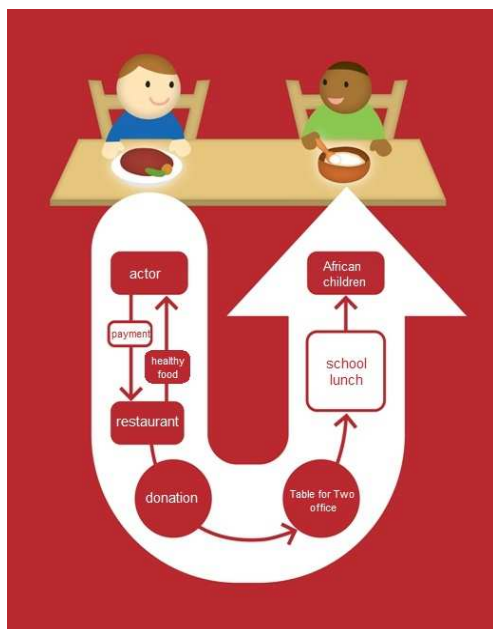 actor
payment
healthy
food
restaurant
donation
Table for Two
office
school
lunch
African
children